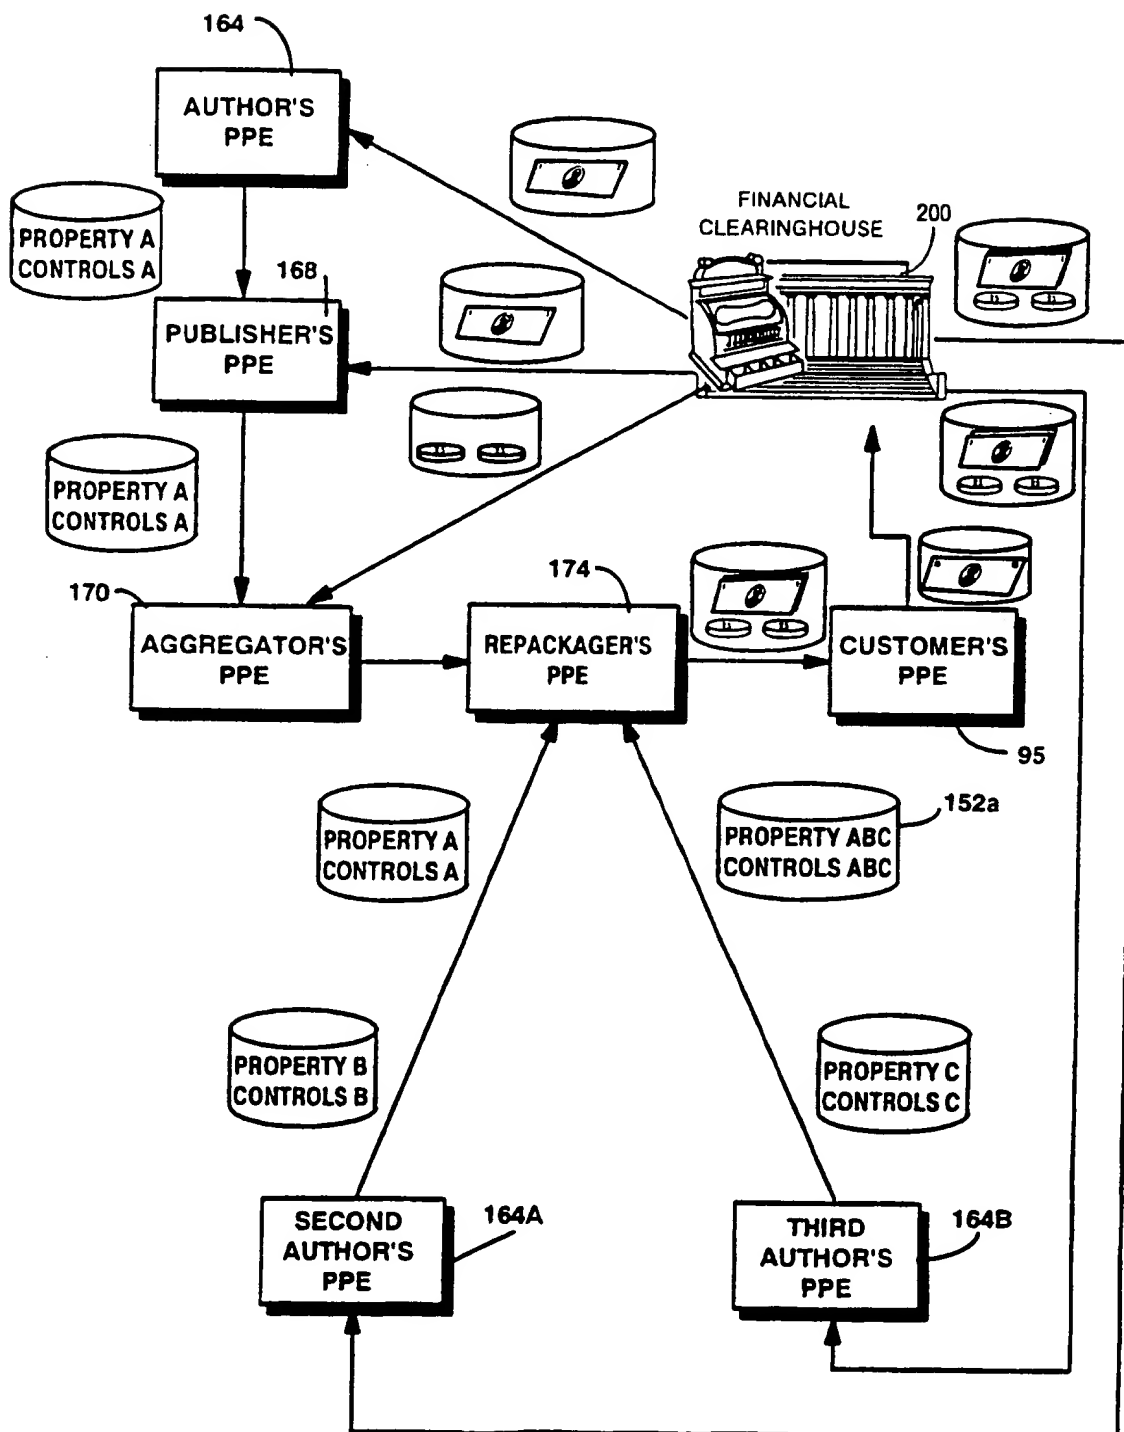 164
AUTHOR'S
PPE
PROPERTY A
CONTROLS A
168
PUBLISHER'S
PPE
FINANCIAL
CLEARINGHOUSE
200
PROPERTY A
CONTROLS A
170
AGGREGATOR'S
PPE
174
REPACKAGER'S
PPE
CUSTOMER'S
PPE
95
PROPERTY A
CONTROLS A
PROPERTY ABC
CONTROLS ABC
152a
PROPERTY B
CONTROLS B
PROPERTY C
CONTROLS C
SECOND
AUTHOR'S
PPE
164A
THIRD
AUTHOR'S
PPE
164B